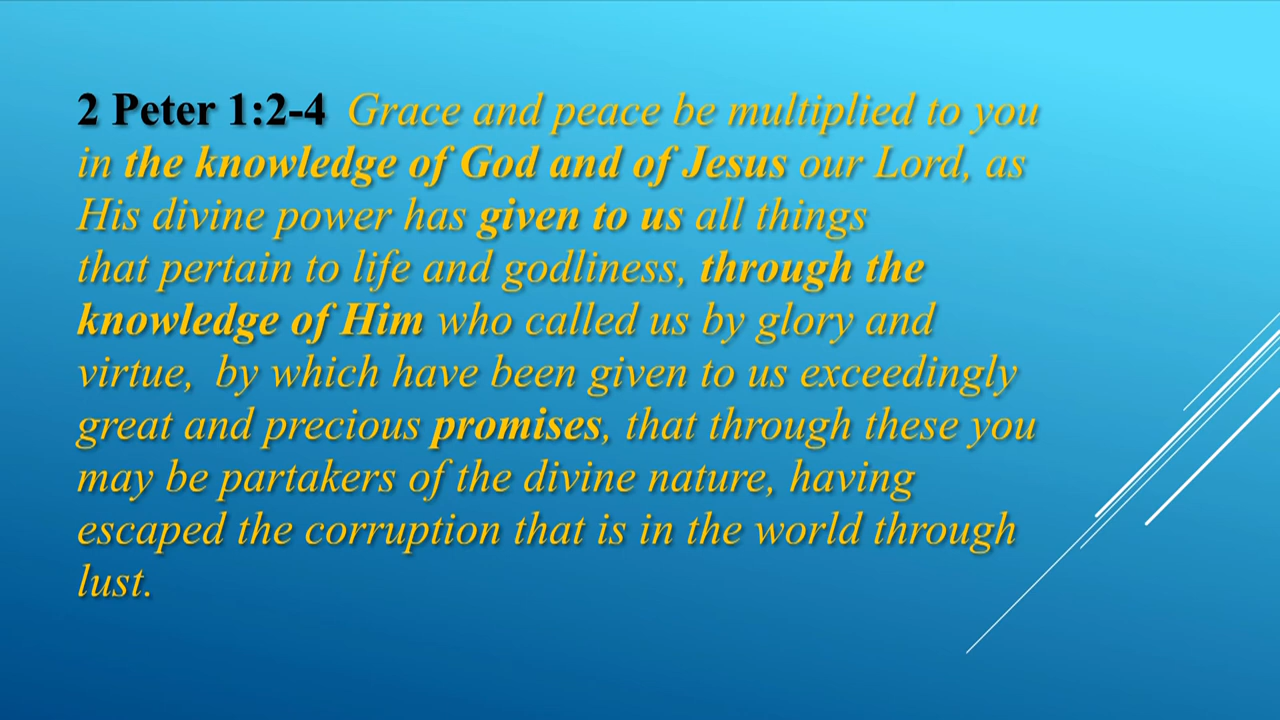 2 Peter 1:2-4 Grace and peace be multiplied to you
in the knowledge of God and of Jesus our Lord, as
His divine power has given to us all things
that pertain to life and godliness, through the
knowledge of Him who called us by glory and
virtue, by which have been given to us exceedingly
great and precious promises, that through these you
may be partakers of the divine nature, having
escaped the corruption that is in the world through
lust.